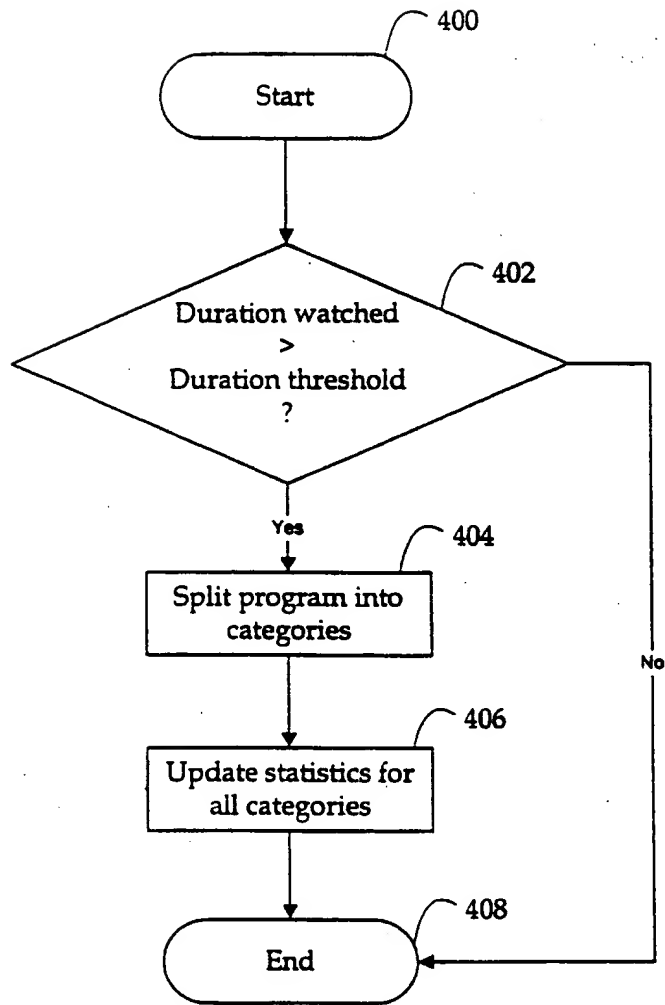 400
Start
402
Duration watched
>
Duration threshold
?
Yes
404
Split program into
categories
No
406
Update statistics for
all categories
408
End